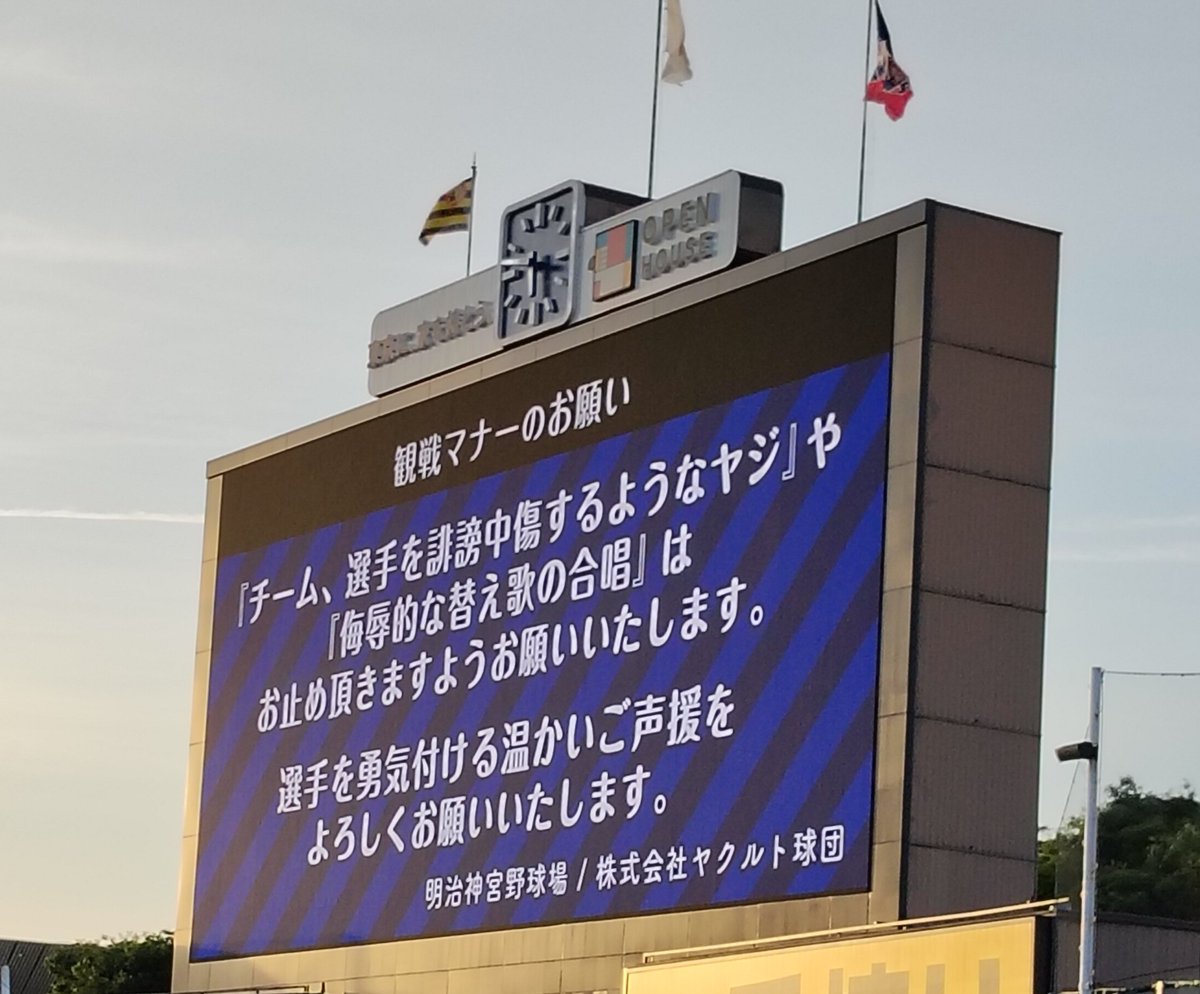 OPEN
HOUSE
観戦マナーのお願い
『チーム、選手を誹謗中傷するようなヤジ』や
『侮辱的な替え歌の合唱』は
お止め頂きますようお願いいたします。
選手を勇気付ける温かいご声援を
よろしくお願いいたします。
明治神宮野球場 / 株式会社ヤクルト球団